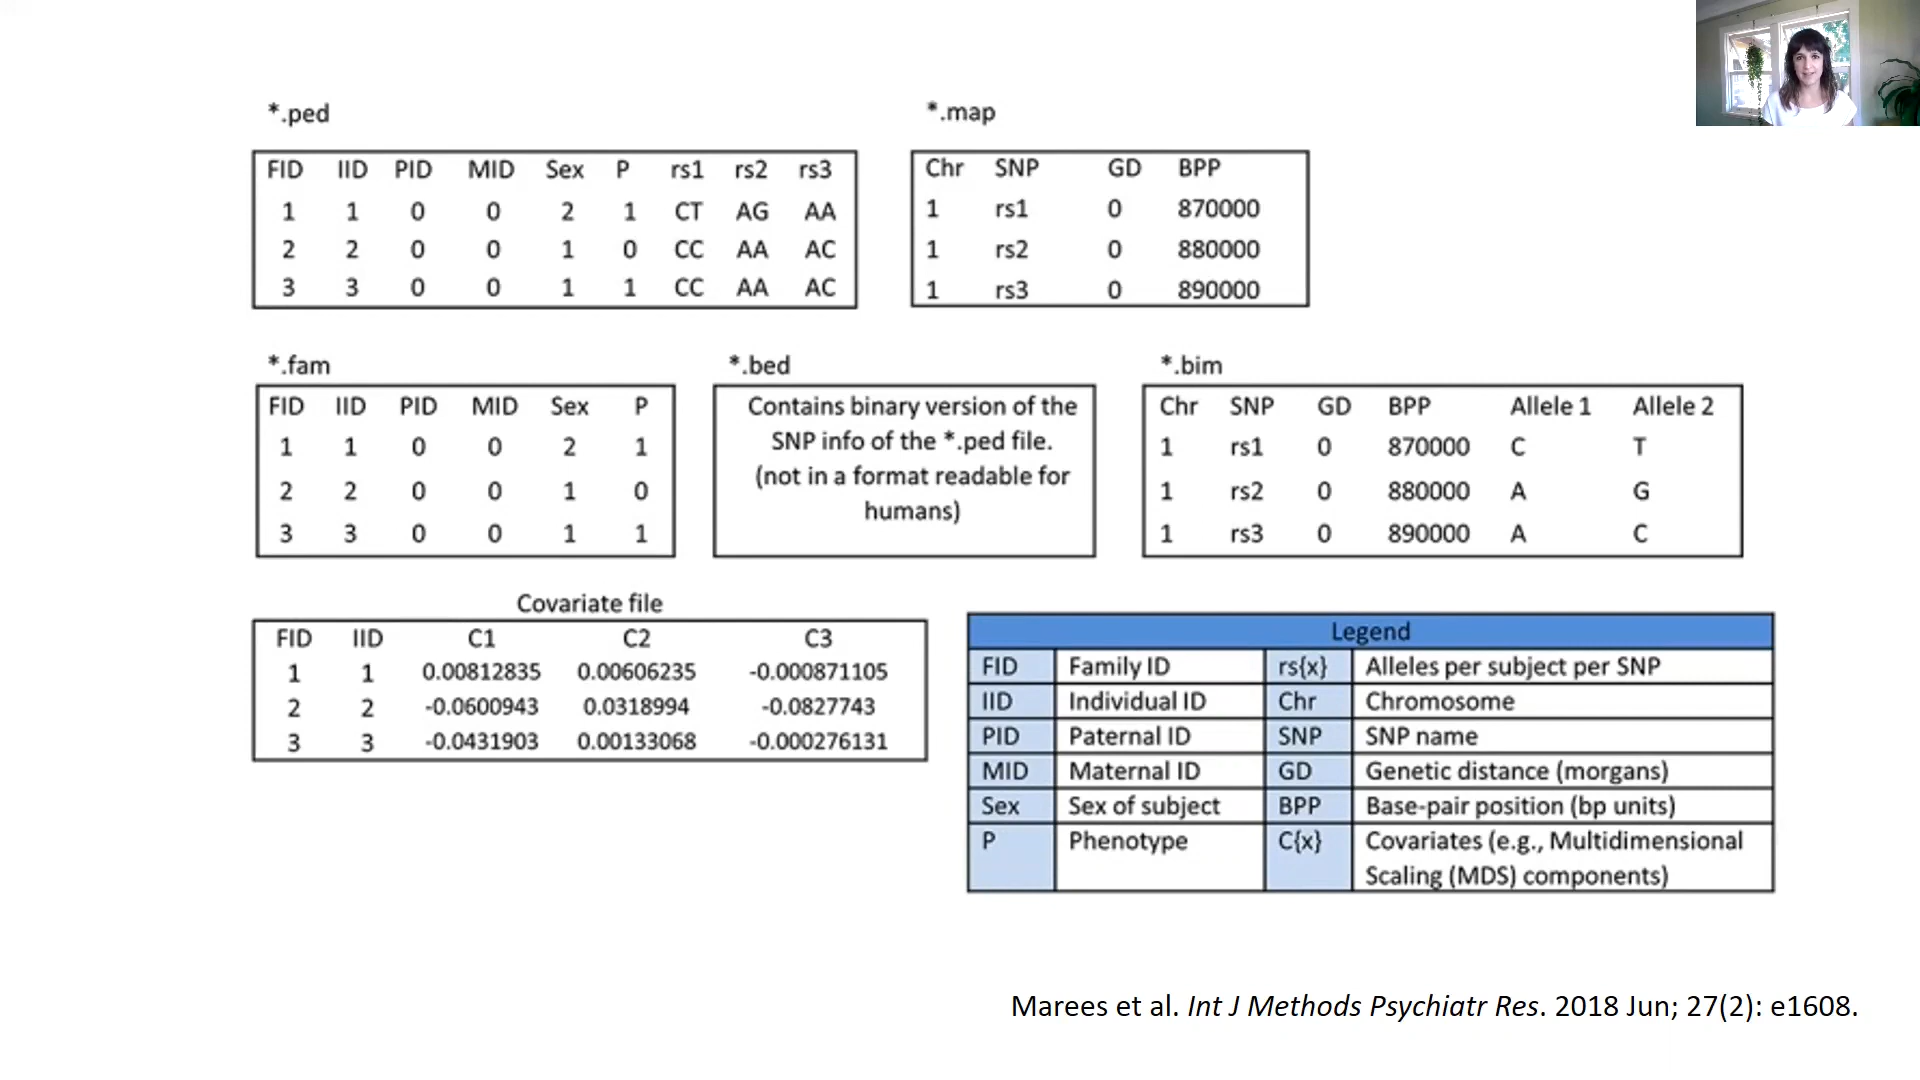 *.ped
FID IID PID MID Sex P rs1 rs2 rs3
1 1 0 0 2 1 CT AG AA
2 2 0 0 1 0 CC AA AC
3 3 0 0 1 1 CC AA AC
*.map
Chr SNP GD BPP
1 rs1 0 870000
1 rs2 0 880000
1 rs3 0 890000
*.fam
FID IID PID MID Sex P
1 1 0 0 2 1
2 2 0 0 1 0
3 3 0 0 1 1
*.bed
Contains binary version of the
SNP info of the *.ped file.
(not in a format readable for
humans)
*.bim
Chr SNP GD BPP Allele 1 Allele 2
1 rs1 0 870000 C T
1 rs2 0 880000 A G
1 rs3 0 890000 A C
Covariate file
FID IID C1 C2 C3
1 1 0.00812835 0.00606235 -0.000871105
2 2 -0.0600943 0.0318994 -0.0827743
3 3 -0.0431903 0.00133068 -0.000276131
Legend
FID Family ID rs{x} Alleles per subject per SNP
IID Individual ID Chr Chromosome
PID Paternal ID SNP SNP name
MID Maternal ID GD Genetic distance (morgans)
Sex Sex of subject BPP Base-pair position (bp units)
P Phenotype C{x} Covariates (e.g., Multidimensional
Scaling (MDS) components)
Marees et al. Int J Methods Psychiatr Res. 2018 Jun; 27(2): e1608.